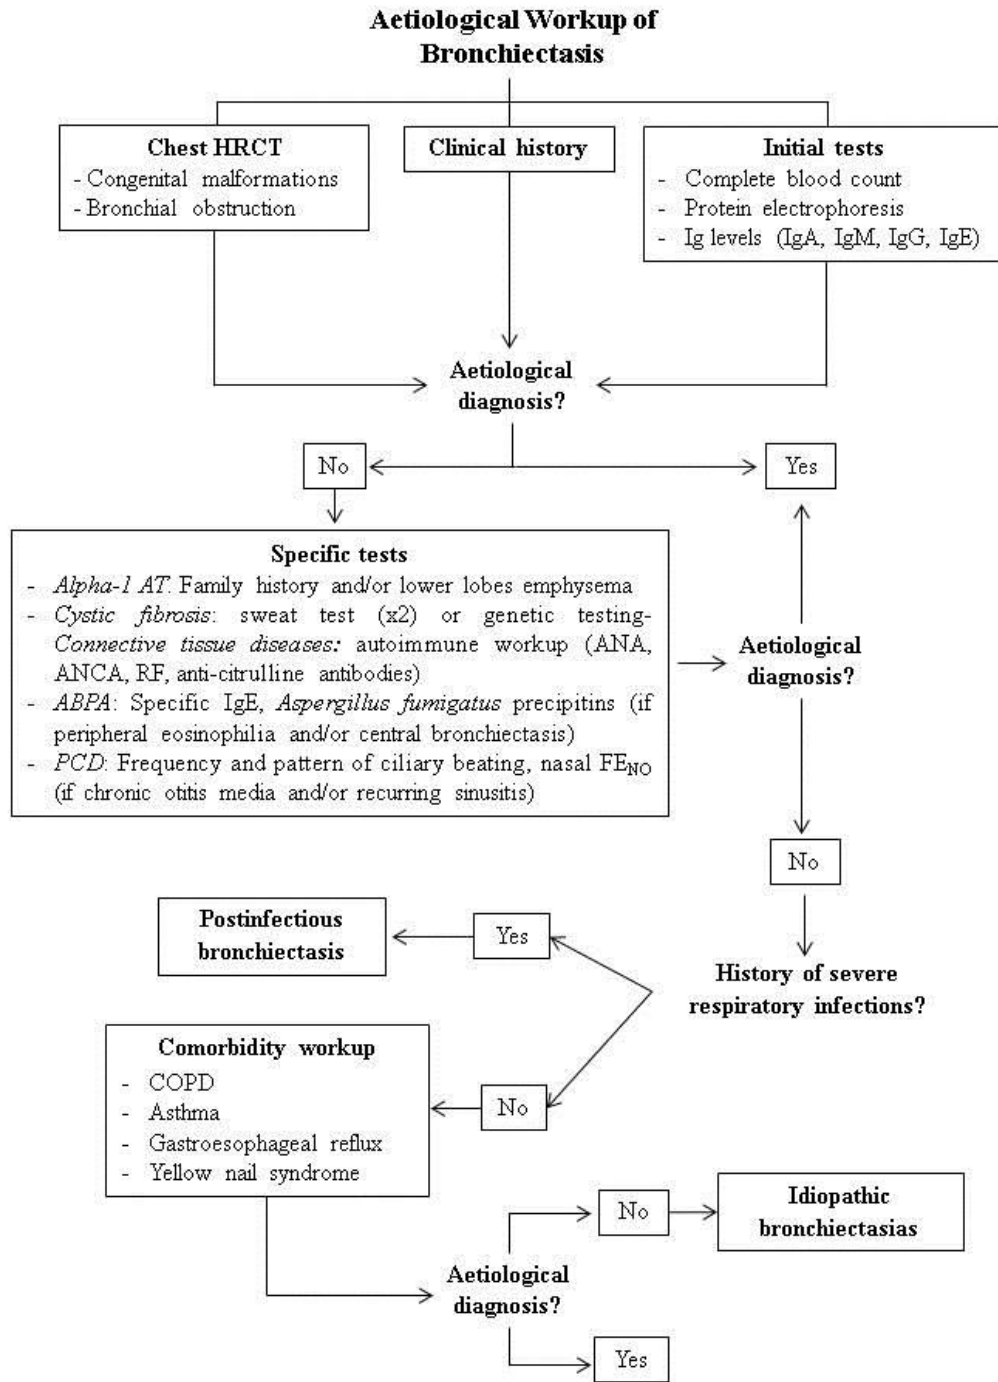 Aetiological Workup of
Bronchiectasis
Chest HRCT
- Congenital malformations
- Bronchial obstruction
Clinical history
Initial tests
- Complete blood count
- Protein electrophoresis
- Ig levels (IgA, IgM, IgG, IgE)
Aetiological
diagnosis?
No
Yes
Specific tests
- Alpha-1 AT: Family history and/or lower lobes emphysema
- Cystic fibrosis: sweat test (x2) or genetic testing-
Connective tissue diseases: autoimmune workup (ANA,
ANCA, RF, anti-citrulline antibodies)
- ABPA: Specific IgE, Aspergillus fumigatus precipitins (if
peripheral eosinophilia and/or central bronchiectasis)
- PCD: Frequency and pattern of ciliary beating, nasal FENO
(if chronic otitis media and/or recurring sinusitis)
Aetiological
diagnosis?
No
History of severe
respiratory infections?
Yes
Postinfectious
bronchiectasis
No
Comorbidity workup
- COPD
- Asthma
- Gastroesophageal reflux
- Yellow nail syndrome
Aetiological
diagnosis?
No
Idiopathic
bronchiectasias
Yes